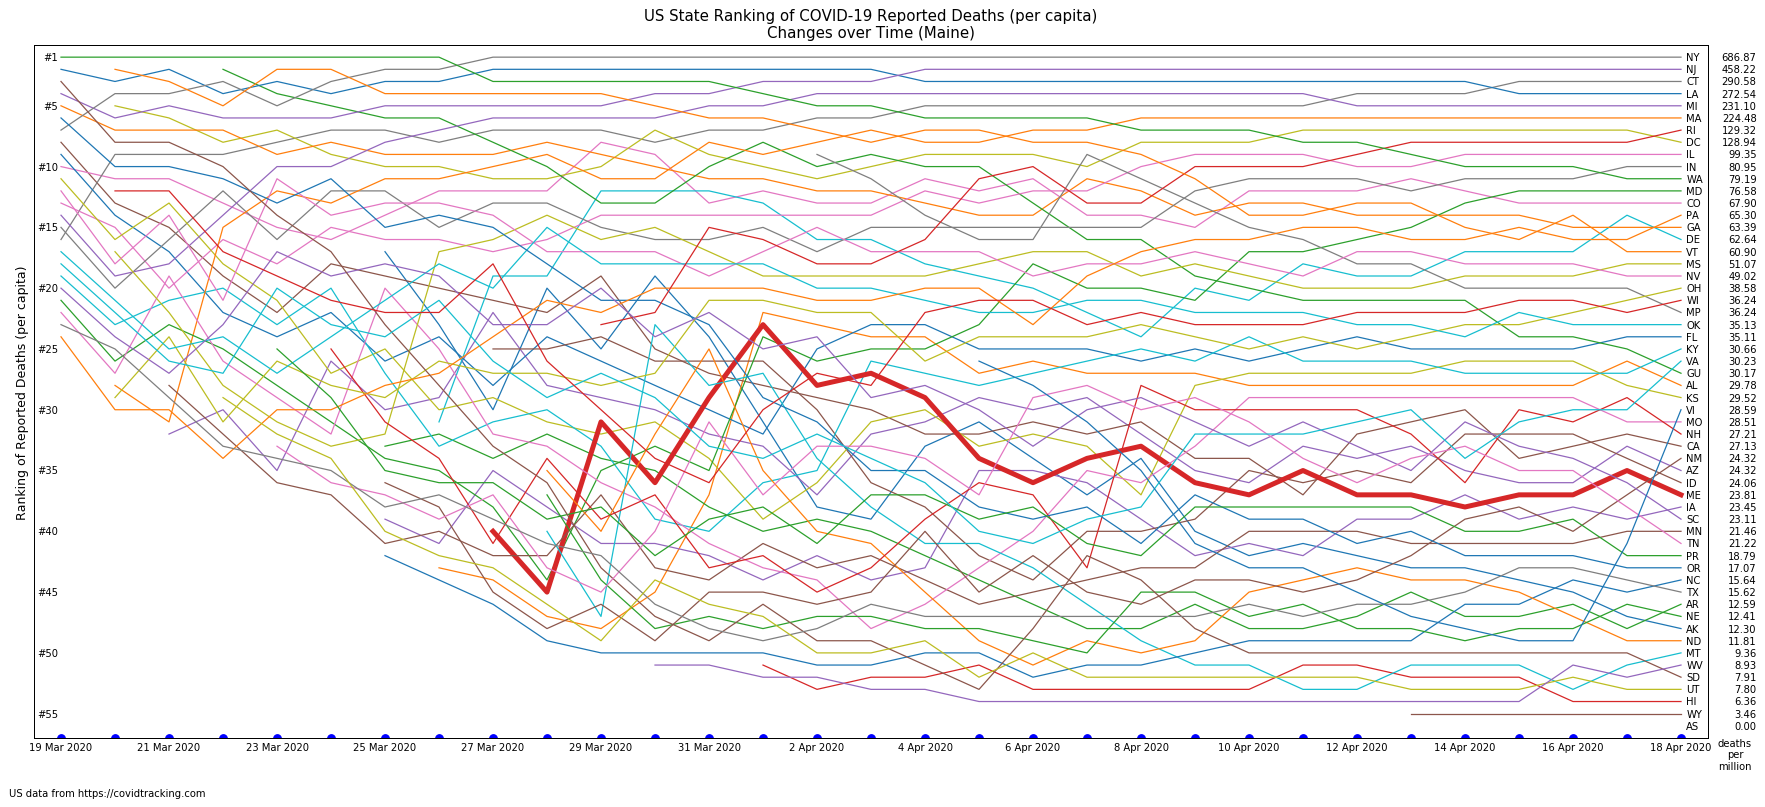 US State Ranking of COVID-19 Reported Deaths (per capita)
Changes over Time (Maine)
Ranking of Reported Deaths (per capita)
#1
#5
#10
#15
#20
#25
#30
#35
#40
#45
#50
#55
NY 686.87
NJ 458.22
CT 290.58
LA 272.54
MI 231.10
MA 224.48
RI 129.32
DC 128.94
IL 99.35
IN 80.95
WA 79.19
MD 76.58
CO 67.90
PA 65.30
GA 63.39
DE 62.64
VT 60.90
MS 51.07
NV 49.02
OH 38.58
WI 36.24
MP 36.24
OK 35.13
FL 35.11
KY 30.66
VA 30.23
GU 30.17
AL 29.78
KS 29.52
VI 28.59
MO 28.51
NH 27.21
CA 27.13
NM 24.32
AZ 24.32
ID 24.06
ME 23.81
IA 23.45
SC 23.11
MN 21.46
TN 21.22
PR 18.79
OR 17.07
NC 15.64
TX 15.62
AR 12.59
NE 12.41
AK 12.30
ND 11.81
MT 9.36
WV 8.93
SD 7.91
UT 7.80
HI 6.36
WY 3.46
AS 0.00
19 Mar 2020 21 Mar 2020 23 Mar 2020 25 Mar 2020 27 Mar 2020 29 Mar 2020 31 Mar 2020 2 Apr 2020 4 Apr 2020 6 Apr 2020 8 Apr 2020 10 Apr 2020 12 Apr 2020 14 Apr 2020 16 Apr 2020 18 Apr 2020
deaths
per
million
US data from https://covidtracking.com